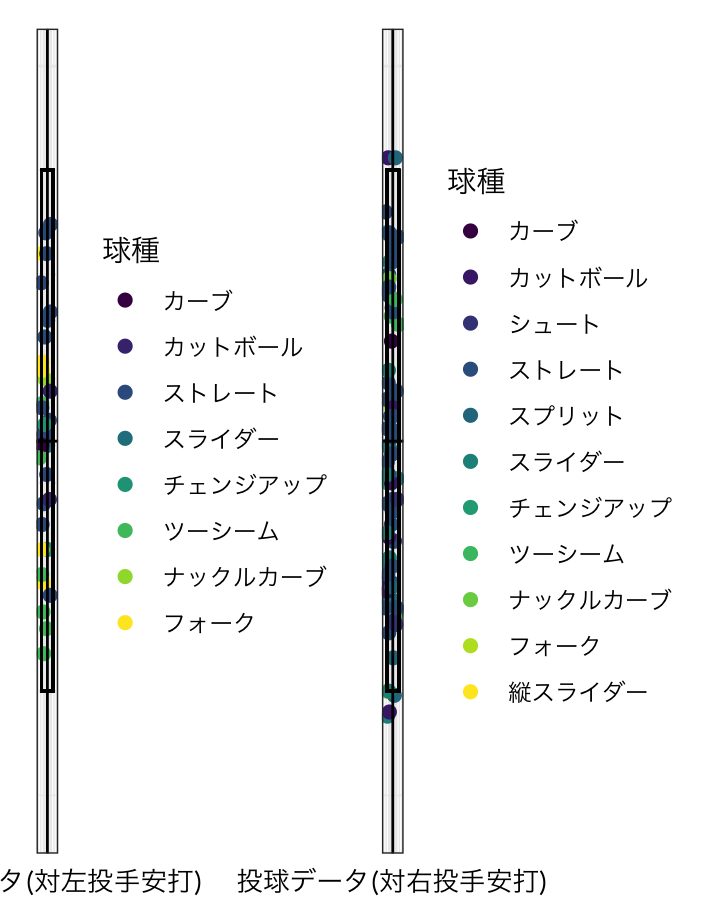 球種
カーブ
カットボール
ストレート
スライダー
チェンジアップ
ツーシーム
ナックルカーブ
フォーク
球種
カーブ
カットボール
シュート
ストレート
スプリット
スライダー
チェンジアップ
ツーシーム
ナックルカーブ
フォーク
縦スライダー
タ(対左投手安打)
投球データ(対右投手安打)